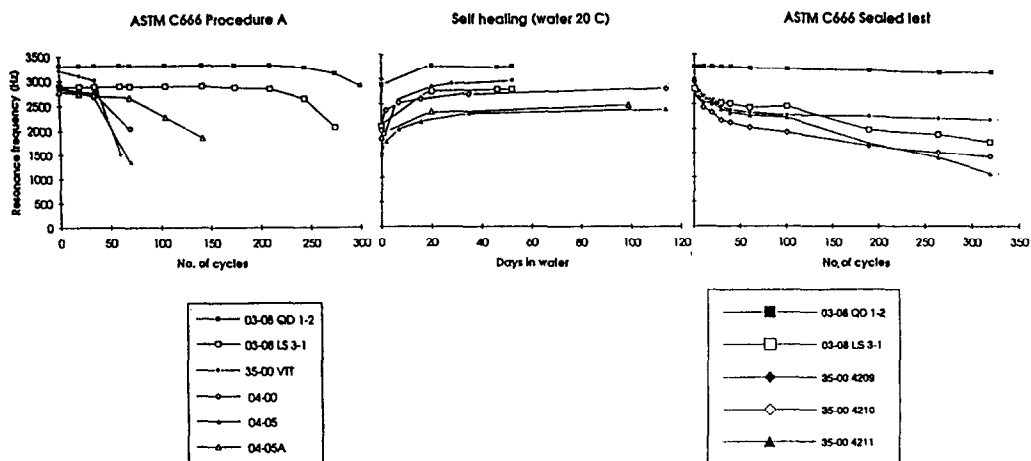 ASTM C666 Procedure A
Self healing (water 20 C)
ASTM C666 Sealed test
Resonance frequency (Hz)
3500
3000
2500
2000
1500
1000
500
0
0 50 100 150 200 250 300
No. of cycles
0 20 40 60 80 100 120
Days in water
0 50 100 150 200 250 300 350
No. of cycles
03-08 QD 1-2
03-08 LS 3-1
35-00 VTT
04-00
04-05
04-05A
03-08 QD 1-2
03-08 LS 3-1
35-00 4209
35-00 4210
35-00 4211